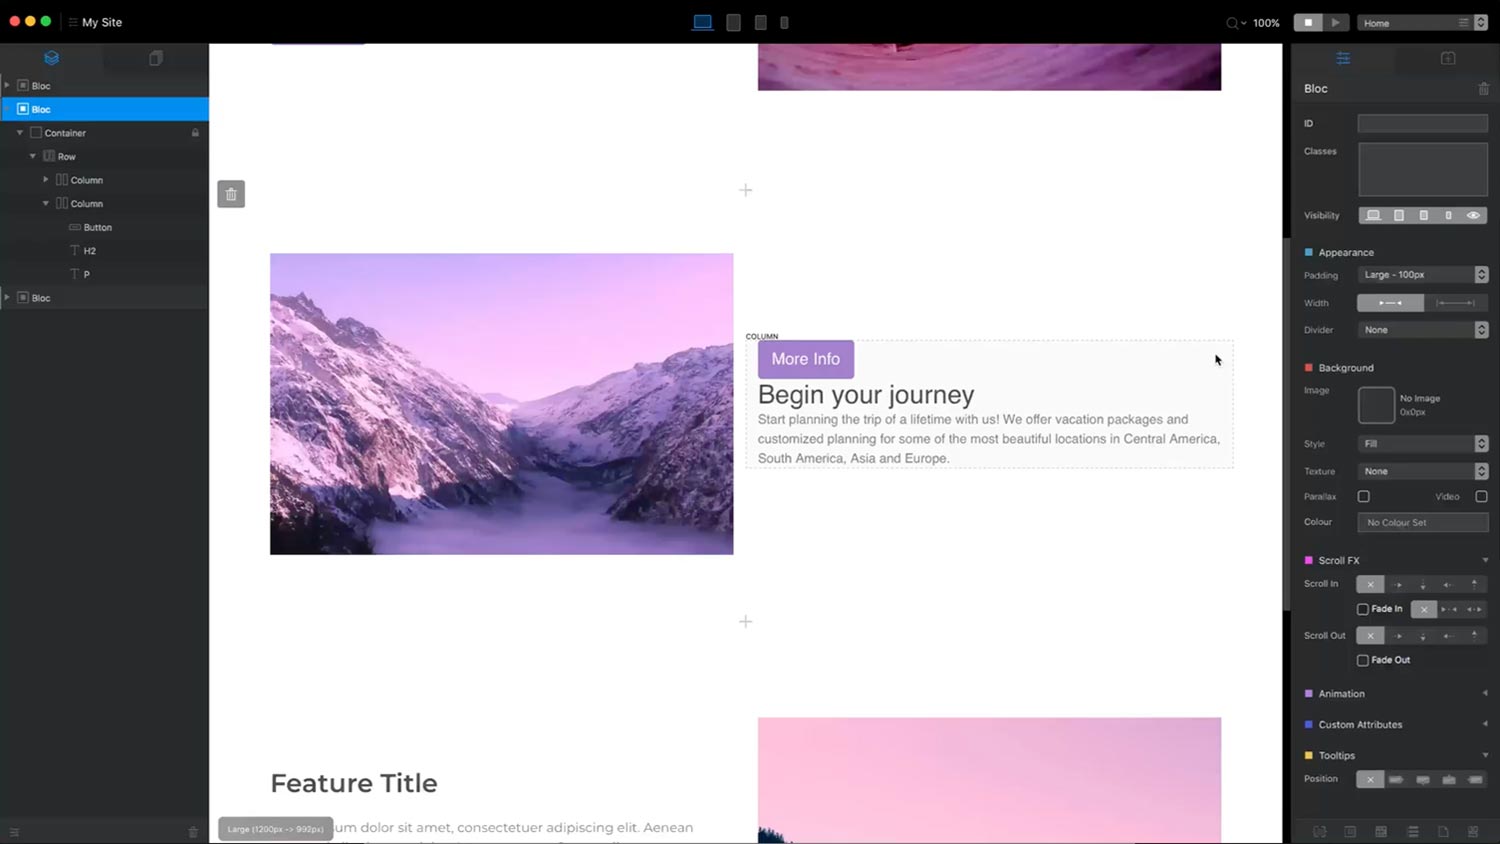 My Site
100%
Home
Bloc
Bloc
Container
Row
Column
Column
Button
H2
P
Bloc
COLUMN
More Info
Begin your journey
Start planning the trip of a lifetime with us! We offer vacation packages and
customized planning for some of the most beautiful locations in Central America,
South America, Asia and Europe.
Feature Title
Large (1200px -> 992px)
um dolor sit amet, consectetuer adipiscing elit. Aenean
Bloc
ID
Classes
Visibility
Appearance
Padding Large - 100px
Width
Divider None
Background
Image
No Image
0x0px
Style Fill
Texture None
Parallax Video
Colour No Colour Set
Scroll FX
Scroll In
Fade In
Scroll Out
Fade Out
Animation
Custom Attributes
Tooltips
Position